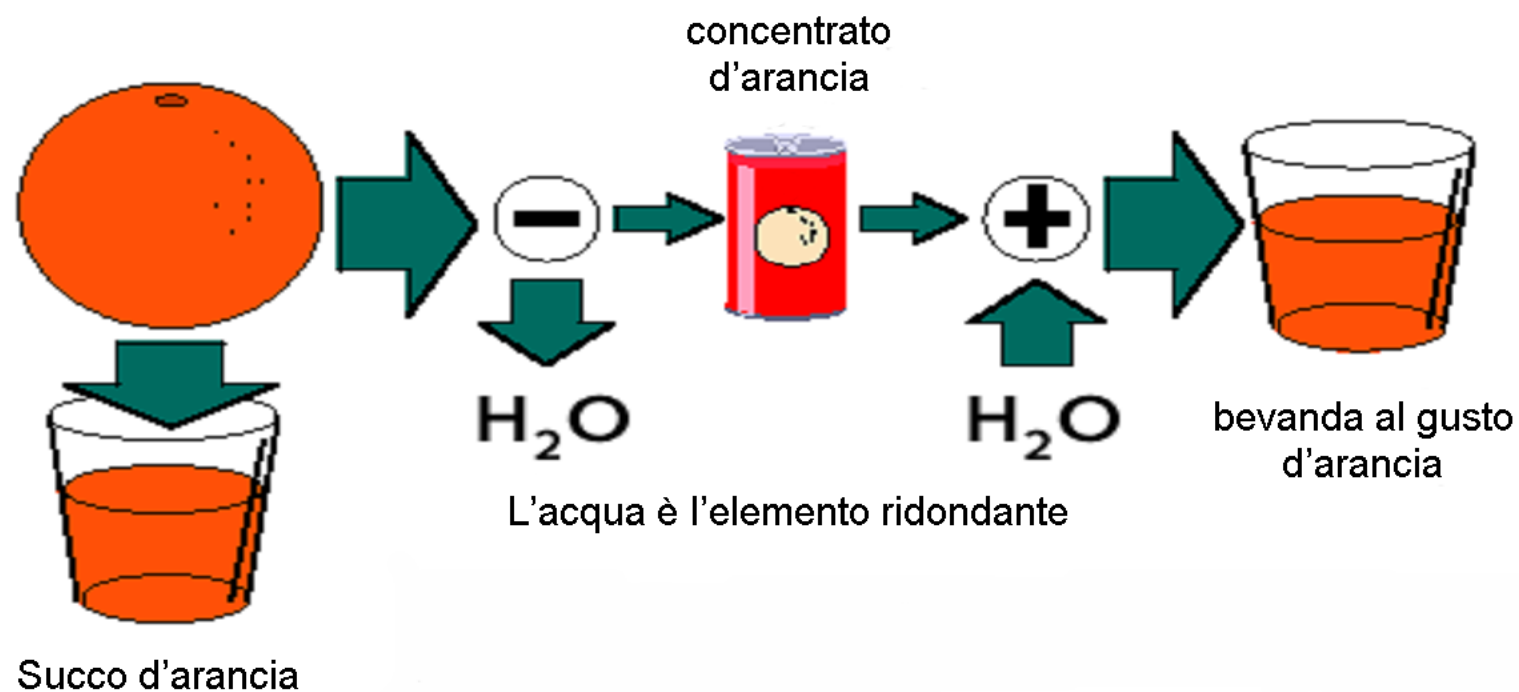 concentrato
d’arancia
H₂O
H₂O
L’acqua è l’elemento ridondante
bevanda al gusto
d’arancia
Succo d’arancia